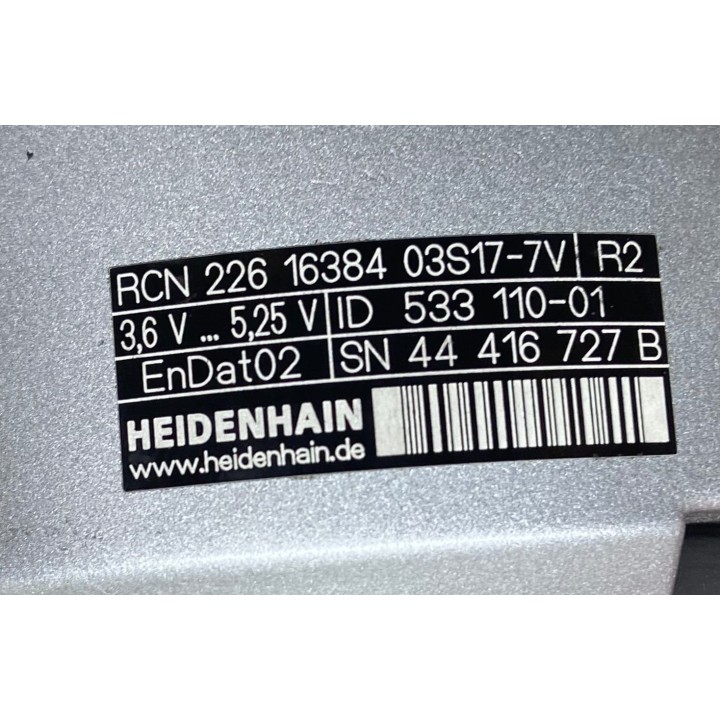 RCN 226 16384 03S17-7V R2
3,6 V ... 5,25 V ID 533 110-01
EnDat02 SN 44 416 727 B
HEIDENHAIN
www.heidenhain.de